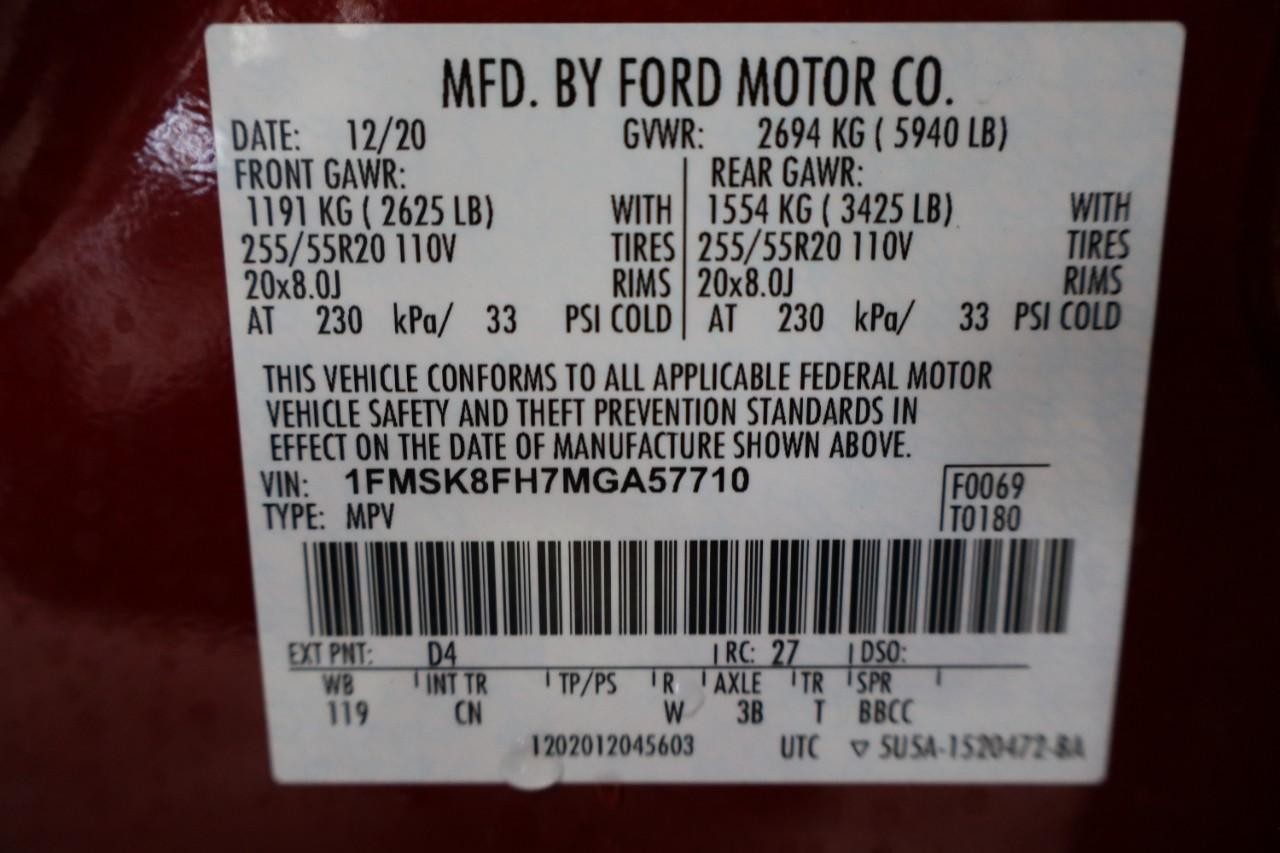 MFD. BY FORD MOTOR CO.
DATE: 12/20 GVWR: 2694 KG ( 5940 LB)
FRONT GAWR: REAR GAWR:
1191 KG ( 2625 LB) WITH 1554 KG ( 3425 LB) WITH
255/55R20 110V TIRES 255/55R20 110V TIRES
20x8.0J RIMS 20x8.0J RIMS
AT 230 kPa/ 33 PSI COLD AT 230 kPa/ 33 PSI COLD
THIS VEHICLE CONFORMS TO ALL APPLICABLE FEDERAL MOTOR
VEHICLE SAFETY AND THEFT PREVENTION STANDARDS IN
EFFECT ON THE DATE OF MANUFACTURE SHOWN ABOVE.
VIN: 1FMSK8FH7MGA57710 F0069
TYPE: MPV T0180
EXT PNT: D4 RC: 27 DSO:
WB INT TR TP/PS R AXLE TR SPR
119 CN W 3B T BBCC
1202012045603 UTC ▽ 5USA-1520472-BA